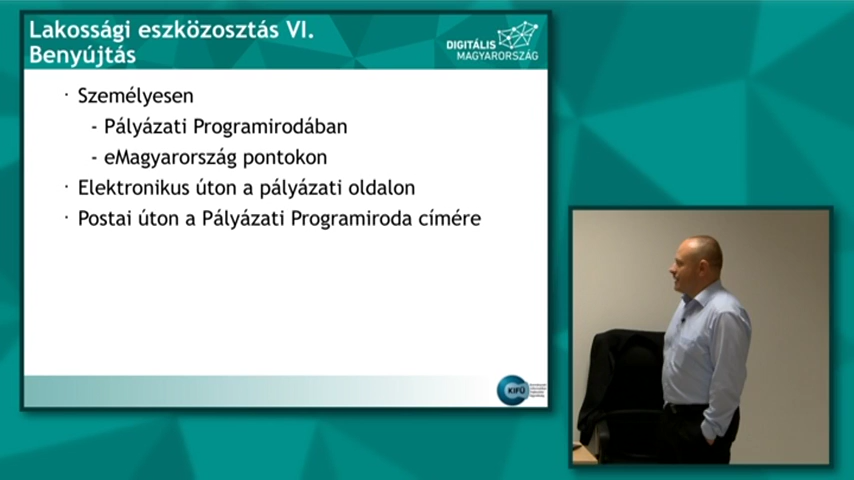 Lakossági eszközosztás VI.
Benyújtás
DIGITÁLIS
MAGYARORSZÁG
· Személyesen
- Pályázati Programirodában
- eMagyarország pontokon
· Elektronikus úton a pályázati oldalon
· Postai úton a Pályázati Programiroda címére
KIFÜ